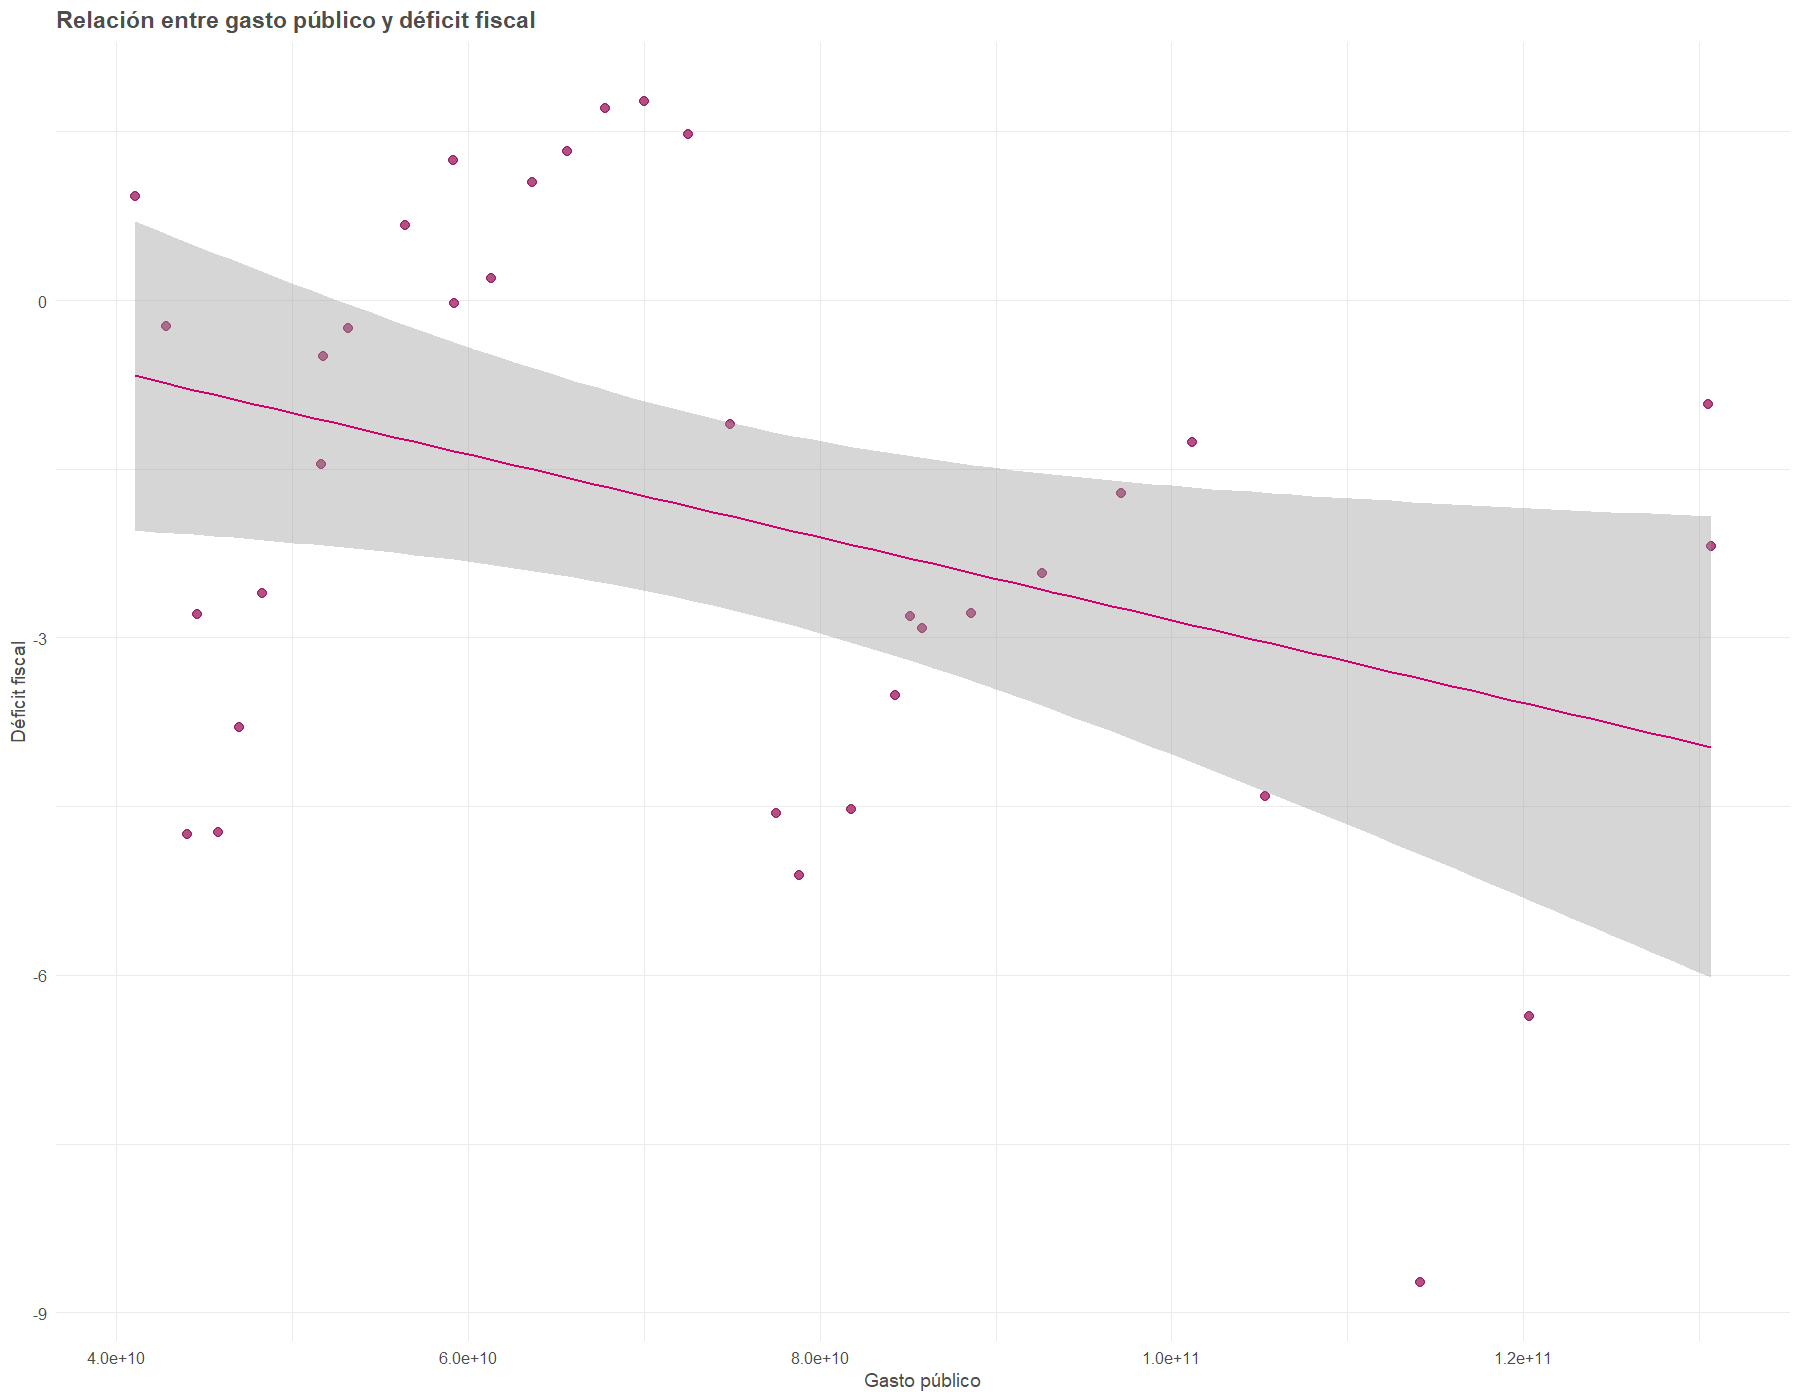 Relación entre gasto público y déficit fiscal
0
-3
-6
-9
Déficit fiscal
4.0e+10
6.0e+10
8.0e+10
1.0e+11
1.2e+11
Gasto público